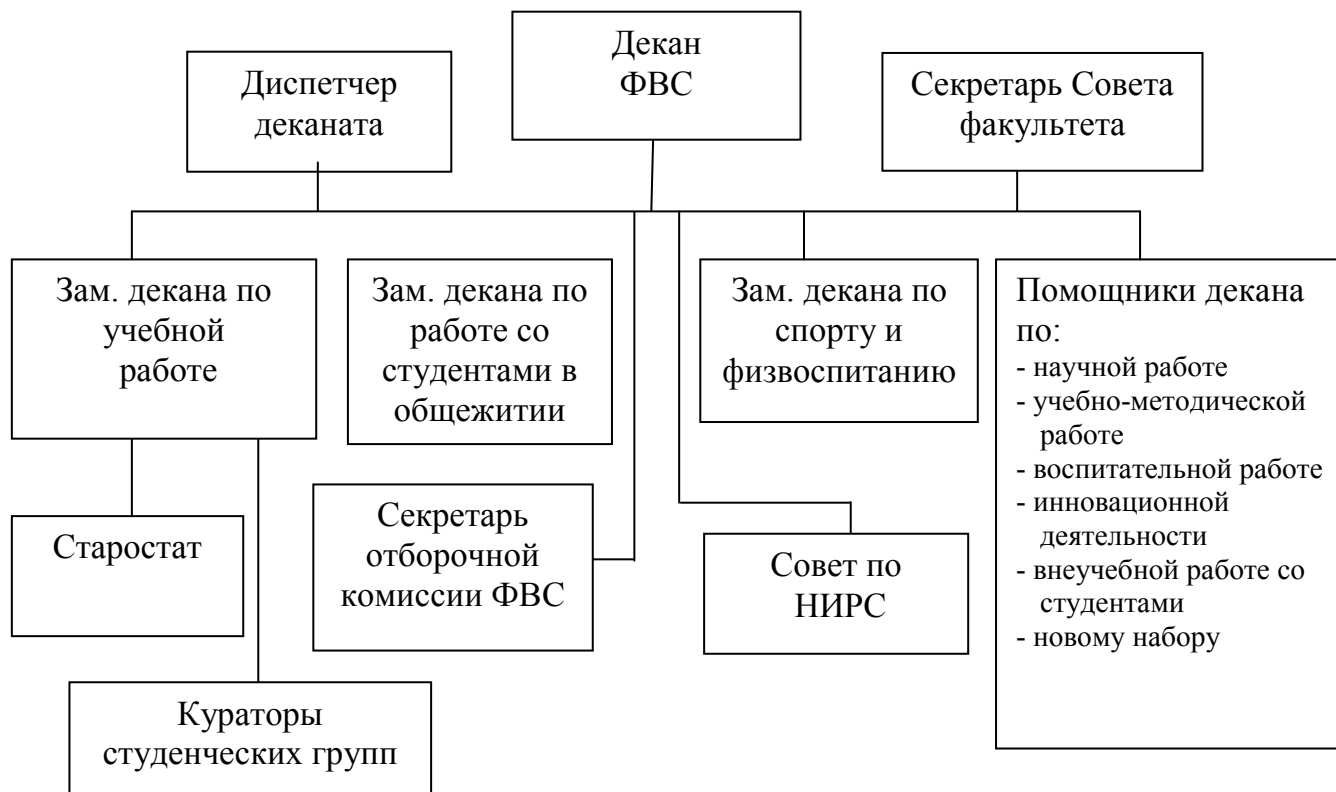 Декан
ФВС
Диспетчер
деканата
Секретарь Совета
факультета
Зам. декана по
учебной
работе
Зам. декана по
работе со
студентами в
общежитии
Зам. декана по
спорту и
физвоспитанию
Помощники декана
по:
- научной работе
- учебно-методической
работе
- воспитательной работе
- инновационной
деятельности
- внеучебной работе со
студентами
- новому набору
Старостат
Секретарь
отборочной
комиссии ФВС
Совет по
НИРС
Кураторы
студенческих групп